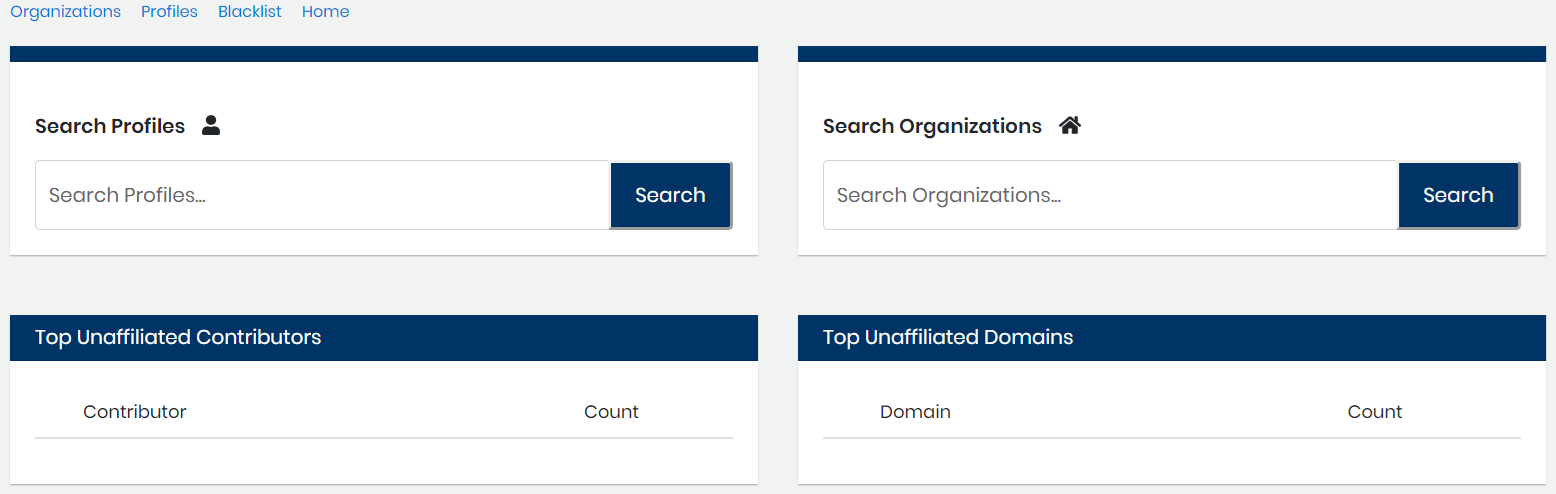 Organizations Profiles Blacklist Home
Search Profiles
Search Profiles...
Search
Search Organizations
Search Organizations...
Search
Top Unaffiliated Contributors
Contributor Count
Top Unaffiliated Domains
Domain Count